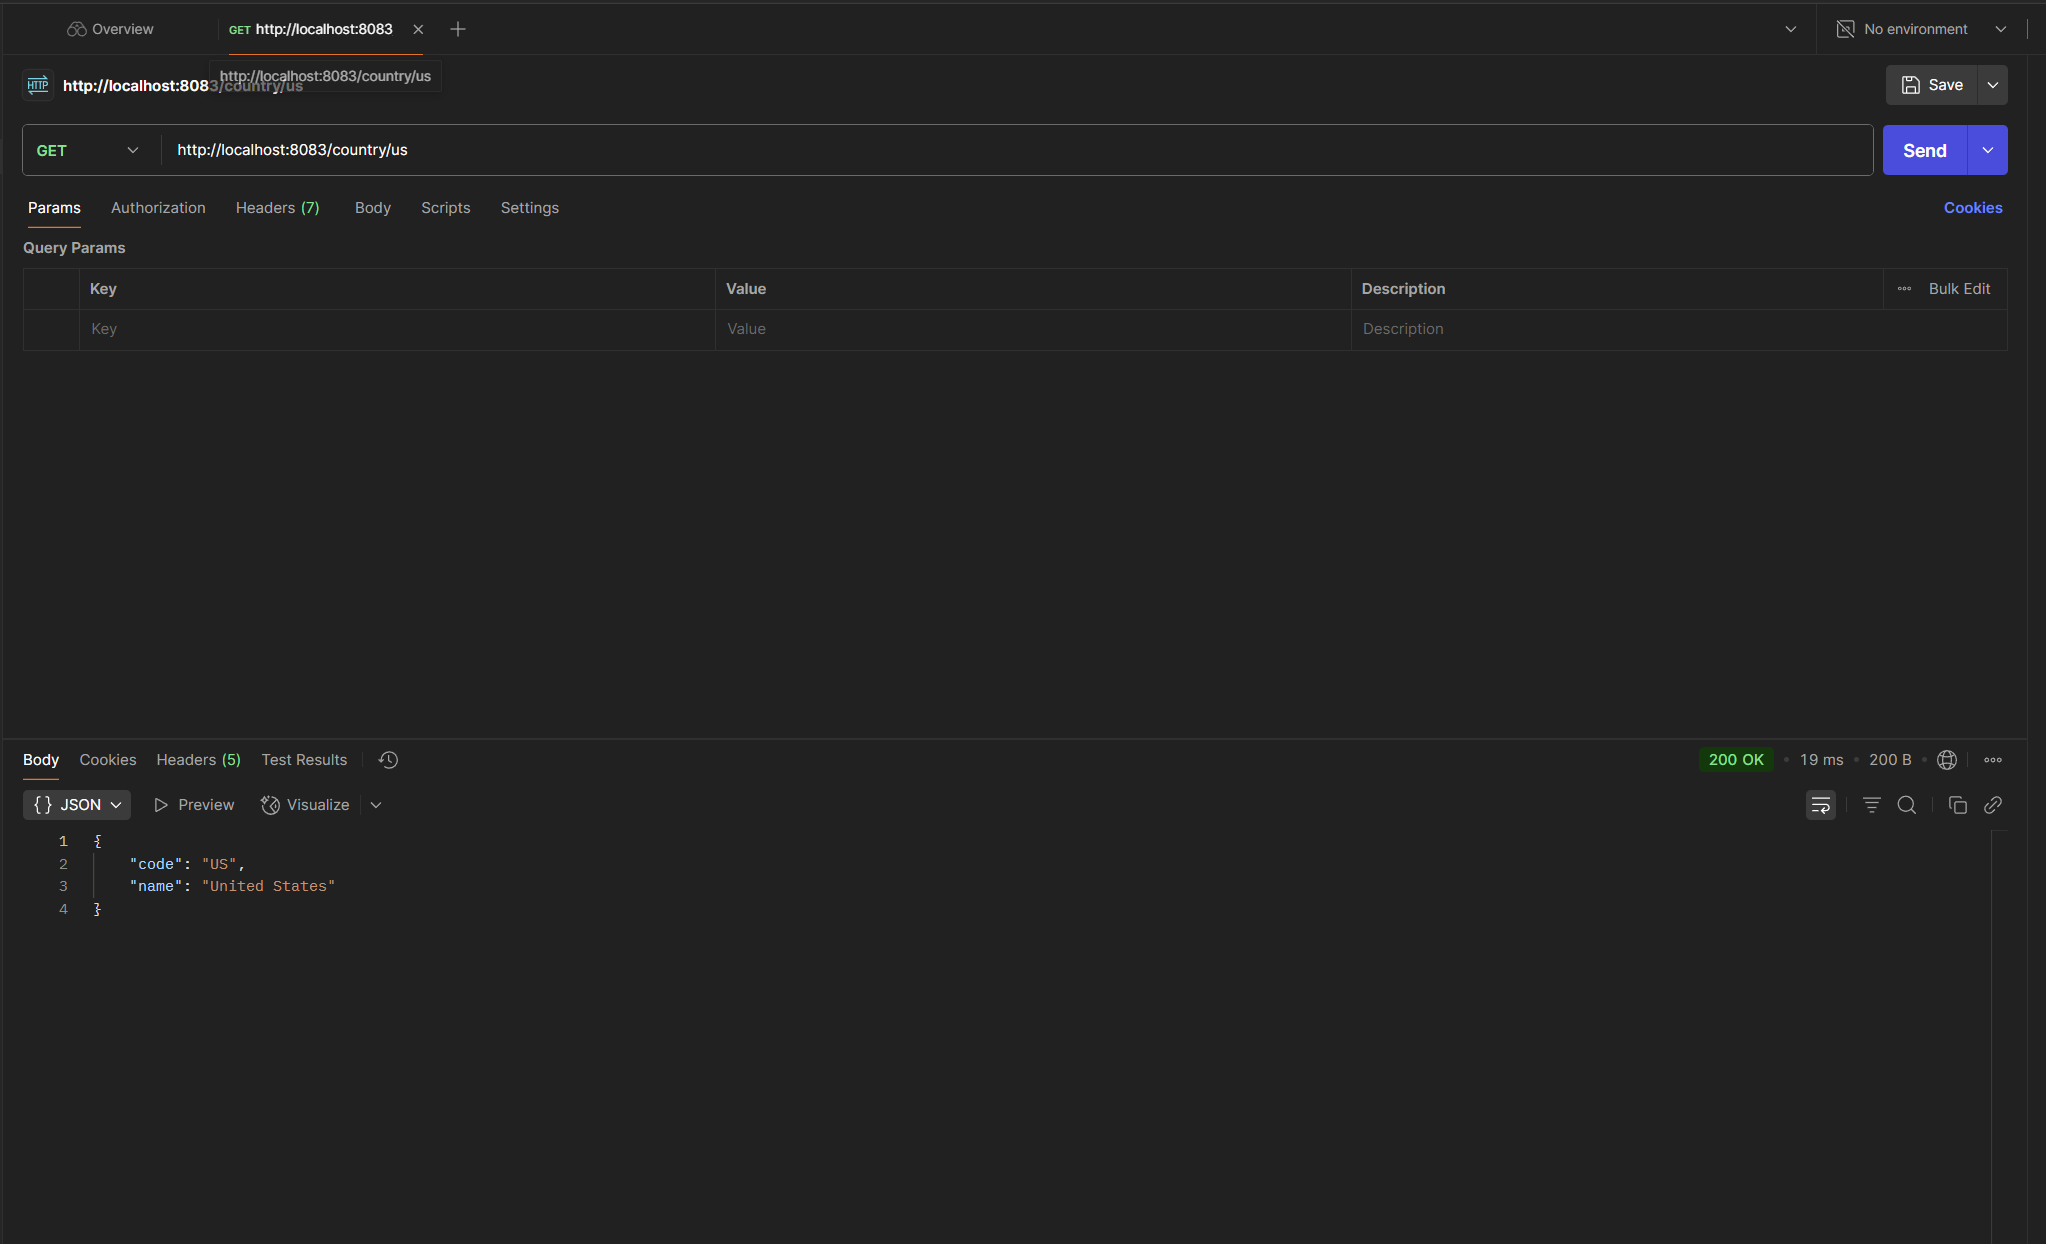 Overview
GET http://localhost:8083
No environment
http://localhost:8083/country/us
http://localhost:8083/country/us
Save
GET
http://localhost:8083/country/us
Send
Params Authorization Headers (7) Body Scripts Settings
Cookies
Query Params
Key Value Description Bulk Edit
Key Value Description
Body Cookies Headers (5) Test Results
200 OK • 19 ms • 200 B
{} JSON Preview Visualize
1 {
2 "code": "US",
3 "name": "United States"
4 }